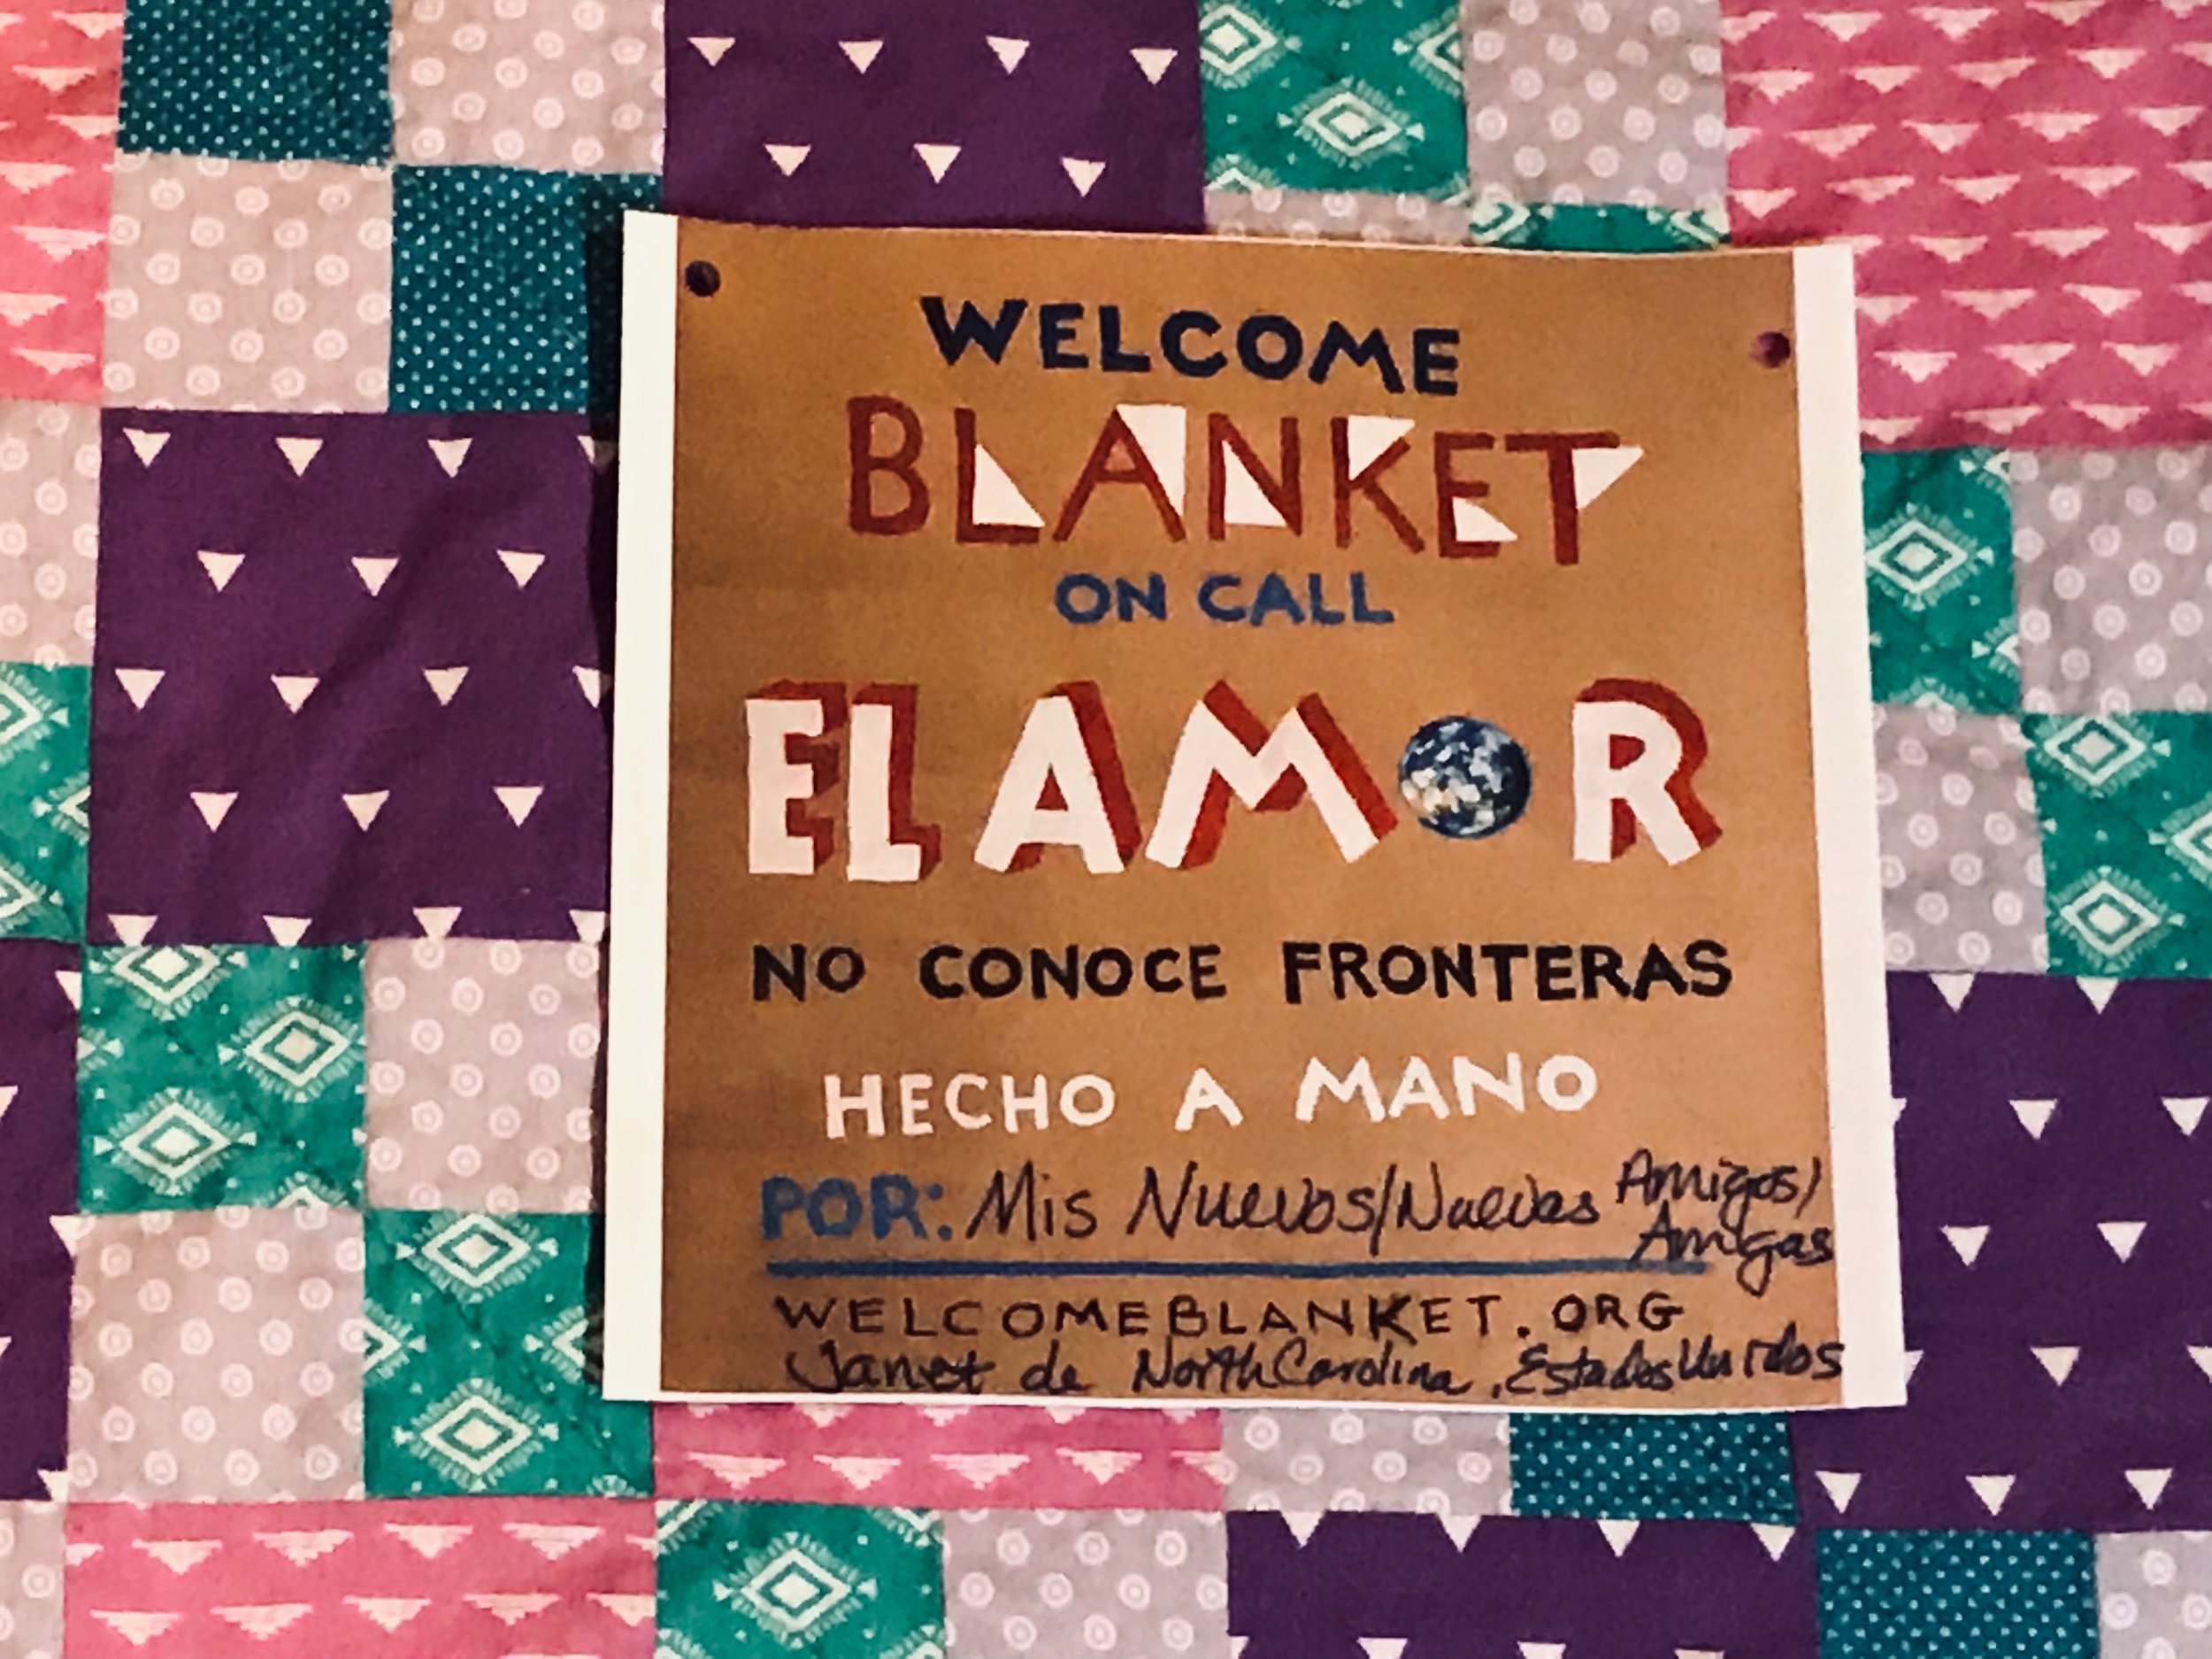 WELCOME
BLANKET
ON CALL
EL AMOR
NO CONOCE FRONTERAS
HECHO A MANO
POR: Mis Nuevos/Nuevas Amigos/
Amigas
WELCOMEBLANKET.ORG
Janet de North Carolina, Estados Unidos